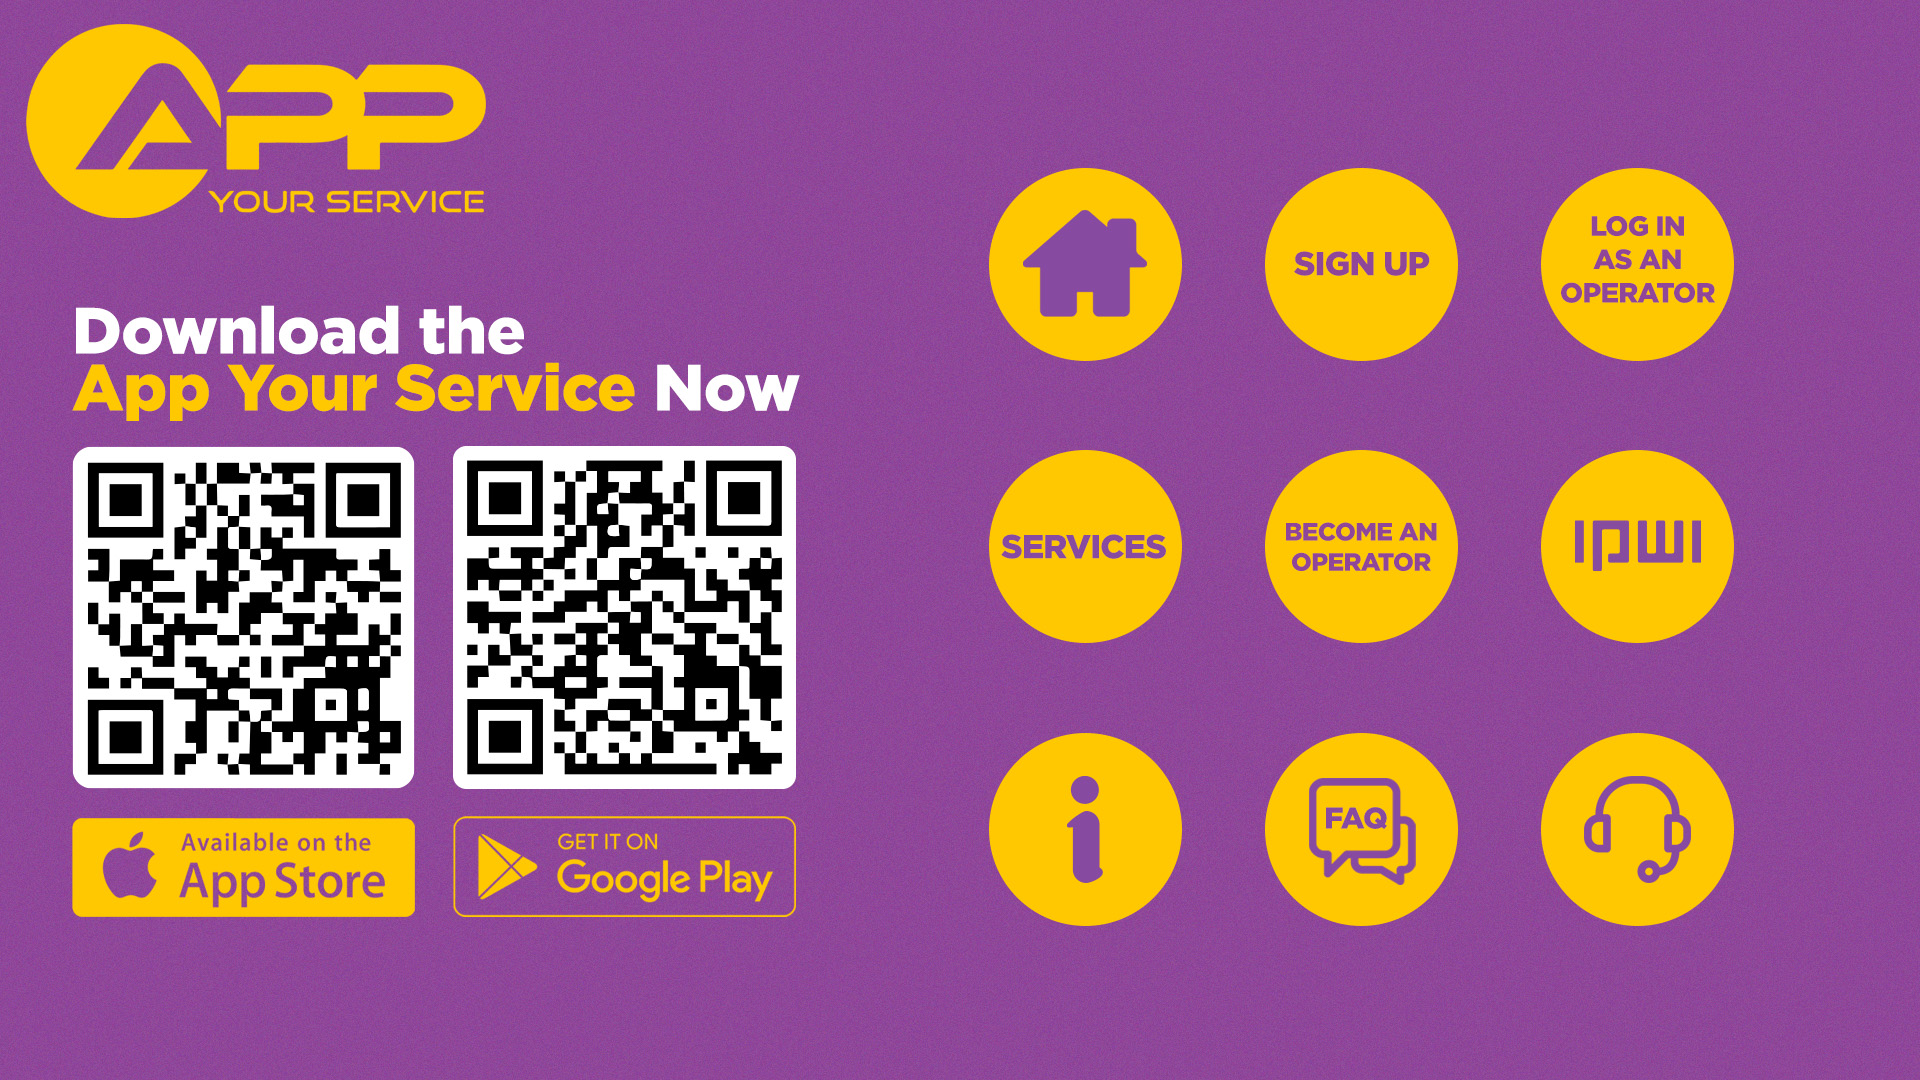 APP
YOUR SERVICE
Download the
App Your Service Now
Available on the
App Store
GET IT ON
Google Play
SIGN UP
LOG IN
AS AN
OPERATOR
SERVICES
BECOME AN
OPERATOR
i
FAQ